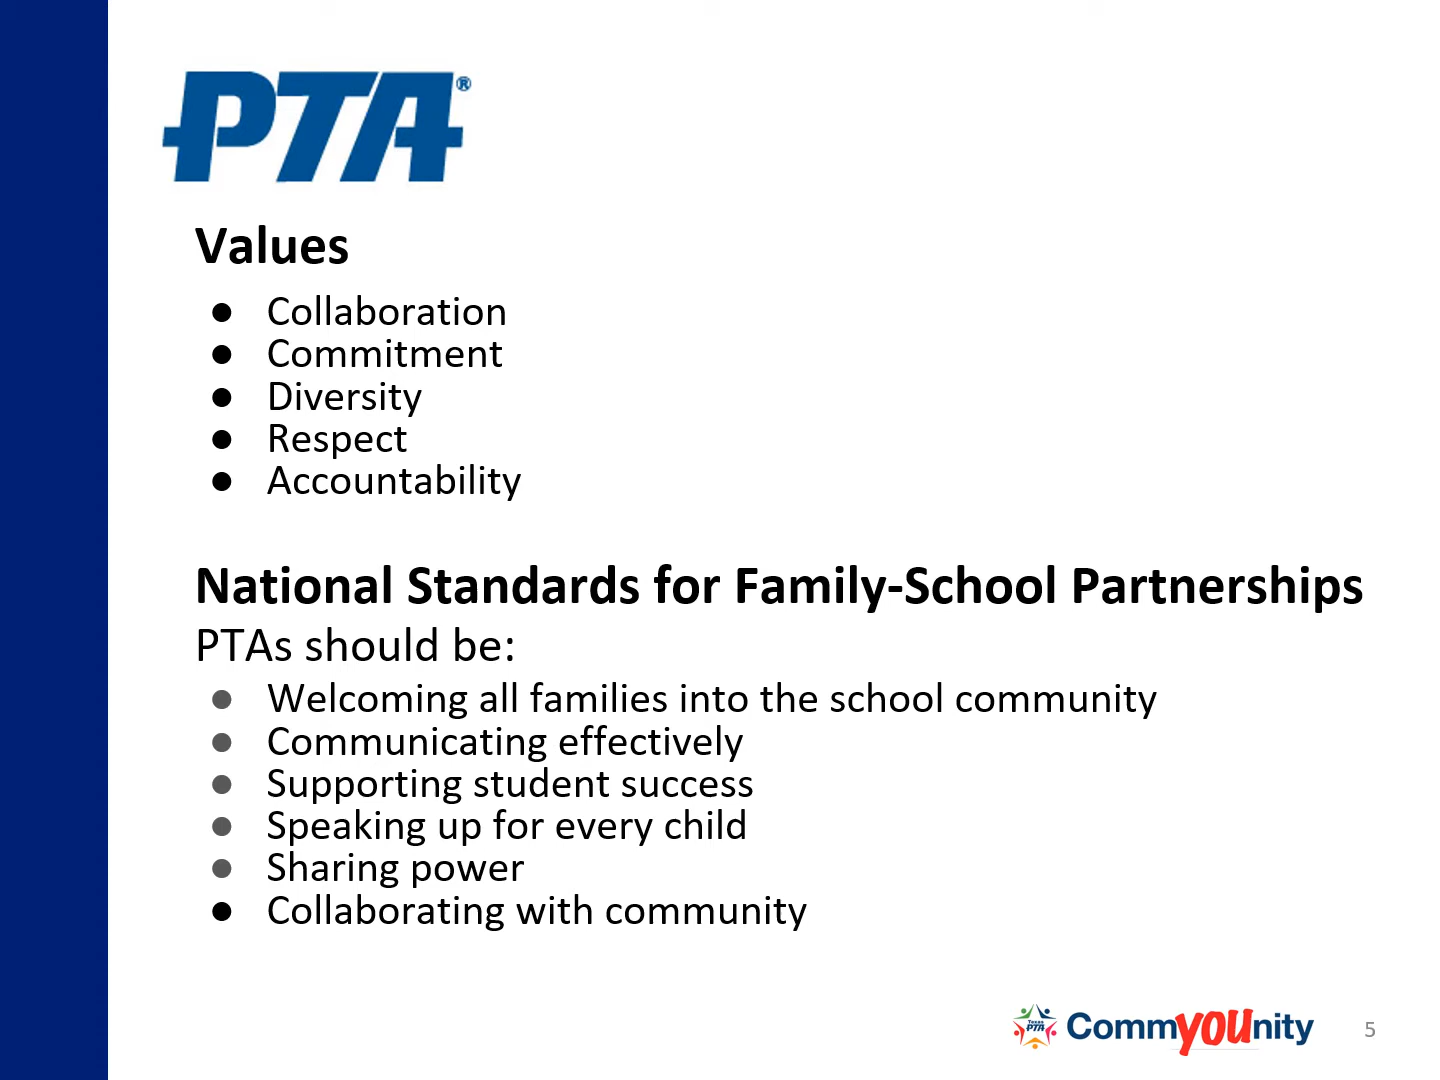 PTA®
Values
● Collaboration
● Commitment
● Diversity
● Respect
● Accountability
National Standards for Family-School Partnerships
PTAs should be:
● Welcoming all families into the school community
● Communicating effectively
● Supporting student success
● Speaking up for every child
● Sharing power
● Collaborating with community
Texas
PTA
CommYOUnity
5